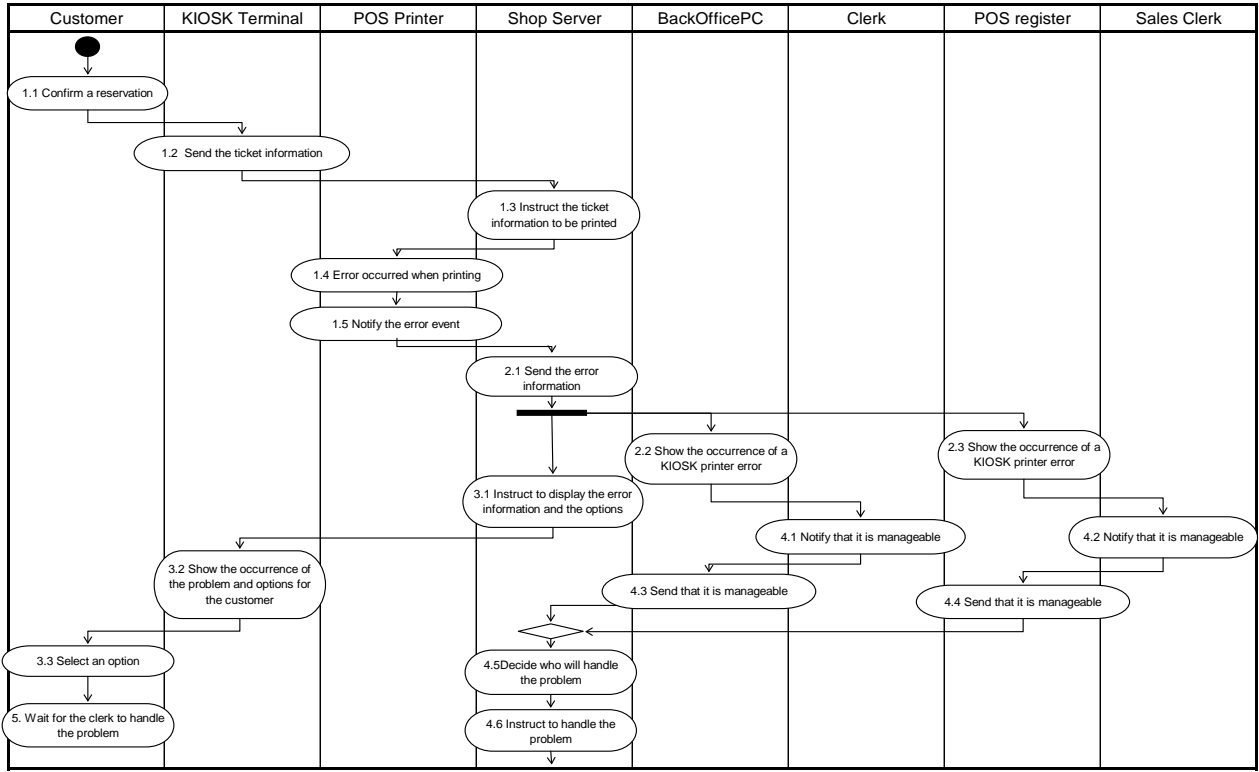 Customer
KIOSK Terminal
POS Printer
Shop Server
BackOfficePC
Clerk
POS register
Sales Clerk
1.1 Confirm a reservation
1.2 Send the ticket information
1.3 Instruct the ticket
information to be printed
1.4 Error occurred when printing
1.5 Notify the error event
2.1 Send the error
information
2.2 Show the occurrence of a
KIOSK printer error
2.3 Show the occurrence of a
KIOSK printer error
3.1 Instruct to display the error
information and the options
4.1 Notify that it is manageable
4.2 Notify that it is manageable
3.2 Show the occurrence of
the problem and options for
the customer
4.3 Send that it is manageable
4.4 Send that it is manageable
3.3 Select an option
4.5Decide who will handle
the problem
5. Wait for the clerk to handle
the problem
4.6 Instruct to handle the
problem